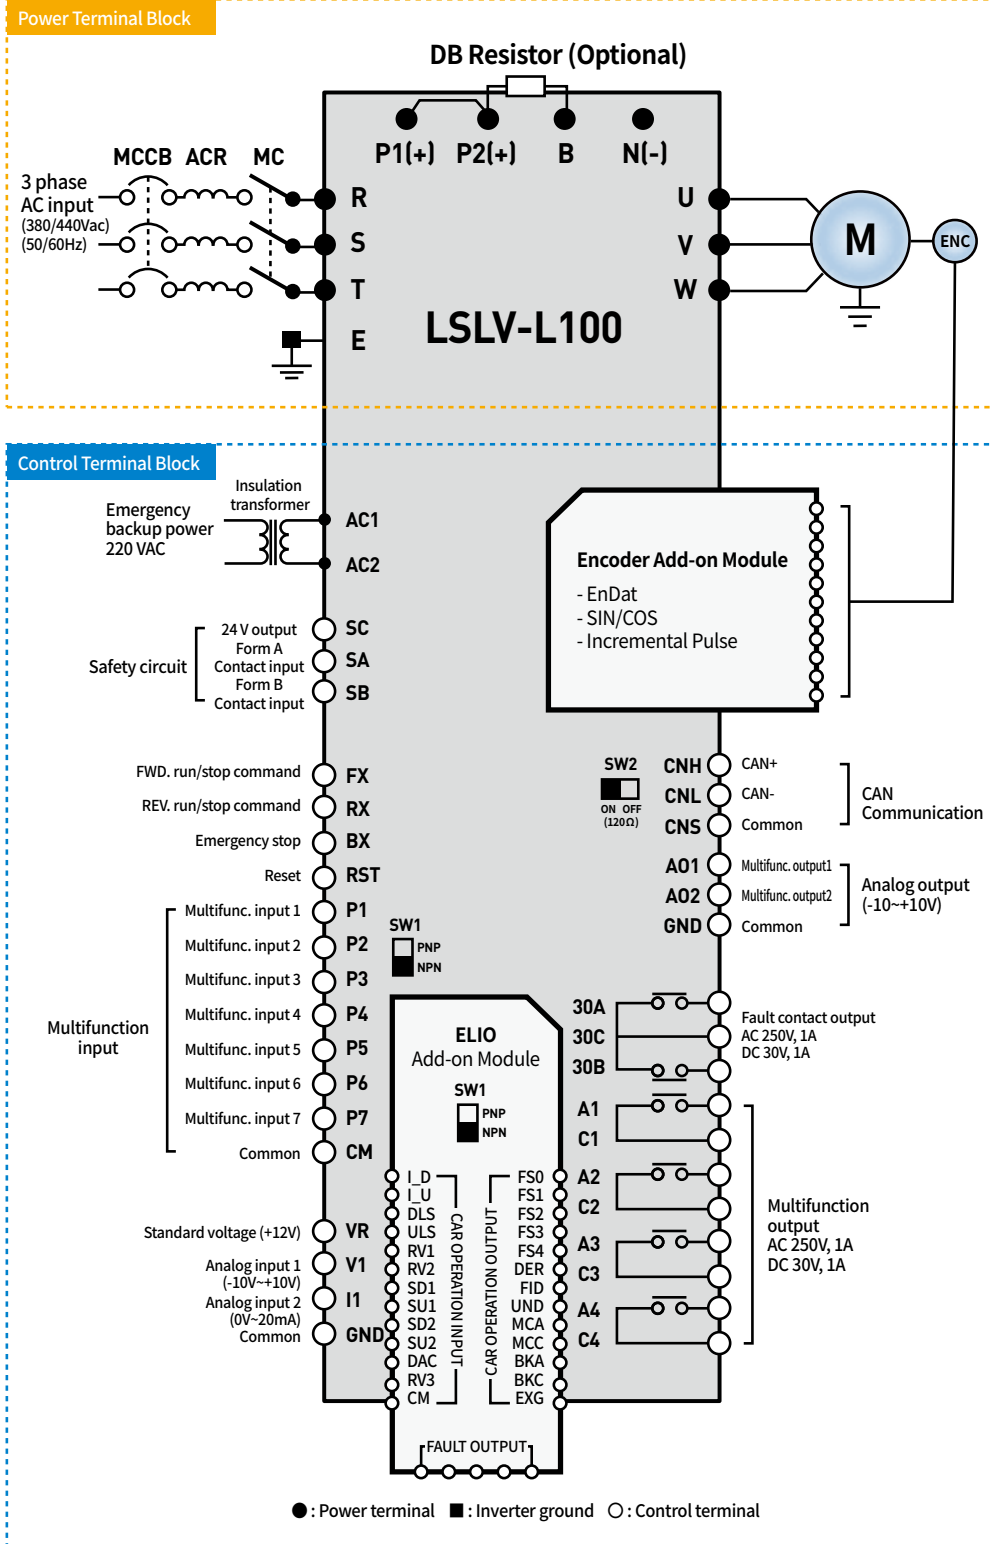 Power Terminal Block
DB Resistor (Optional)
P1(+) P2(+) B N(-)
MCCB ACR MC
3 phase
AC input
(380/440Vac)
(50/60Hz)
R
S
T
E
U
V
W
M
ENC
LSLV-L100
Control Terminal Block
Emergency
backup power
220 VAC
Insulation
transformer
AC1
AC2
Encoder Add-on Module
- EnDat
- SIN/COS
- Incremental Pulse
Safety circuit
24 V output
SC
Form A
Contact input
SA
Form B
Contact input
SB
FWD. run/stop command FX
REV. run/stop command RX
Emergency stop BX
Reset RST
Multifunction
input
Multifunc. input 1 P1
Multifunc. input 2 P2
Multifunc. input 3 P3
Multifunc. input 4 P4
Multifunc. input 5 P5
Multifunc. input 6 P6
Multifunc. input 7 P7
Common CM
SW1
PNP
NPN
Standard voltage (+12V) VR
Analog input 1
(-10V~+10V)
V1
Analog input 2
(0V~20mA)
I1
Common GND
SW2
ON OFF
(120Ω)
CNH CAN+
CNL CAN-
CNS Common
CAN
Communication
AO1 Multifunc. output1
AO2 Multifunc. output2
GND Common
Analog output
(-10~+10V)
30A
30C
30B
Fault contact output
AC 250V, 1A
DC 30V, 1A
A1
C1
A2
C2
A3
C3
A4
C4
Multifunction
output
AC 250V, 1A
DC 30V, 1A
ELIO
Add-on Module
SW1
PNP
NPN
I_D
I_U
DLS
ULS
RV1
RV2
SD1
SU1
SD2
SU2
DAC
RV3
CM
CAR OPERATION INPUT
CAR OPERATION OUTPUT
FS0
FS1
FS2
FS3
FS4
DER
FID
UND
MCA
MCC
BKA
BKC
EXG
FAULT OUTPUT
: Power terminal : Inverter ground : Control terminal